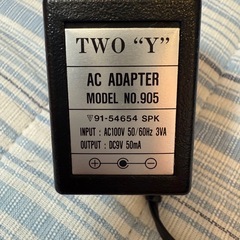 TWO “Y”
AC ADAPTER
MODEL NO.905
91-54654 SPK
INPUT : AC100V 50/60Hz 3VA
OUTPUT : DC9V 50mA